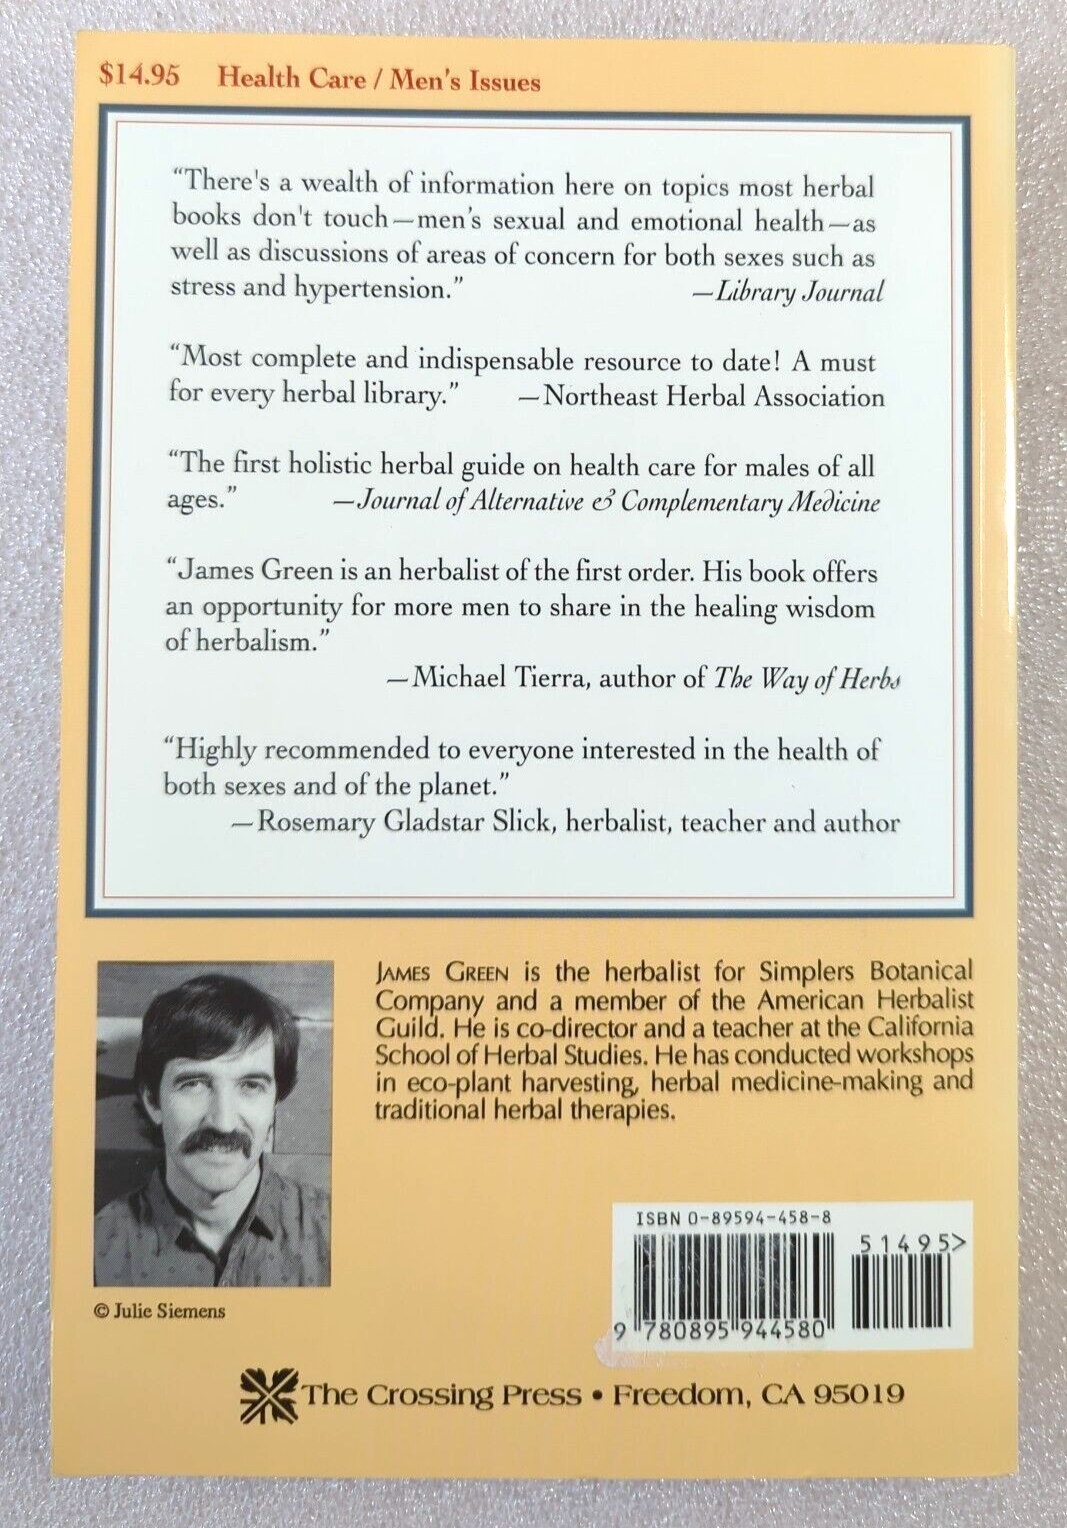 $14.95 Health Care / Men's Issues
“There's a wealth of information here on topics most herbal
books don't touch—men's sexual and emotional health—as
well as discussions of areas of concern for both sexes such as
stress and hypertension.” —Library Journal
“Most complete and indispensable resource to date! A must
for every herbal library.” —Northeast Herbal Association
“The first holistic herbal guide on health care for males of all
ages.” —Journal of Alternative & Complementary Medicine
“James Green is an herbalist of the first order. His book offers
an opportunity for more men to share in the healing wisdom
of herbalism.”
—Michael Tierra, author of The Way of Herbs
“Highly recommended to everyone interested in the health of
both sexes and of the planet.”
—Rosemary Gladstar Slick, herbalist, teacher and author
JAMES GREEN is the herbalist for Simplers Botanical
Company and a member of the American Herbalist
Guild. He is co-director and a teacher at the California
School of Herbal Studies. He has conducted workshops
in eco-plant harvesting, herbal medicine-making and
traditional herbal therapies.
© Julie Siemens
ISBN 0-89594-458-8
51495>
9 780895 944580
The Crossing Press • Freedom, CA 95019